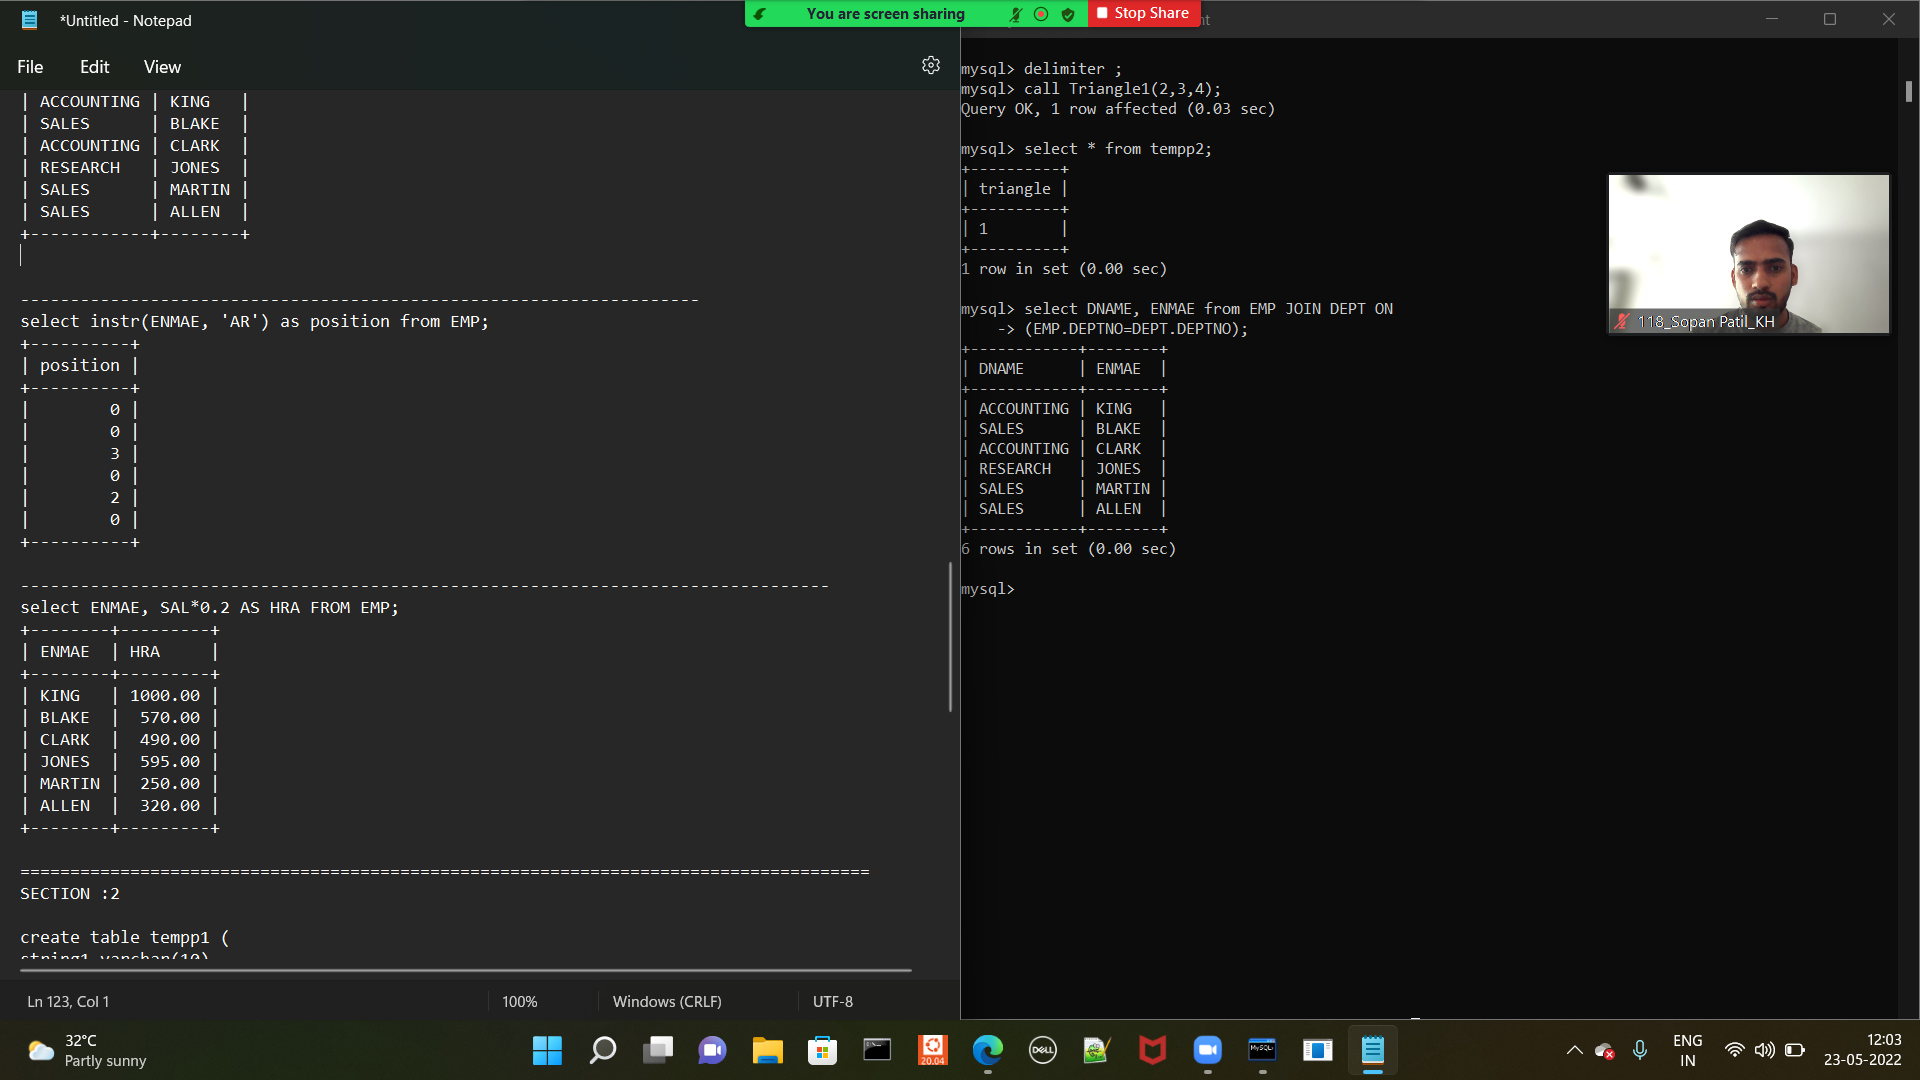 *Untitled - Notepad
File Edit View
| ACCOUNTING | KING   |
| SALES      | BLAKE  |
| ACCOUNTING | CLARK  |
| RESEARCH   | JONES  |
| SALES      | MARTIN |
| SALES      | ALLEN  |
+------------+--------+
--------------------------------------------------------------------
select instr(ENMAE, 'AR') as position from EMP;
+----------+
| position |
+----------+
|        0 |
|        0 |
|        3 |
|        0 |
|        2 |
|        0 |
+----------+
---------------------------------------------------------------------------------
select ENMAE, SAL*0.2 AS HRA FROM EMP;
+--------+---------+
| ENMAE  | HRA     |
+--------+---------+
| KING   | 1000.00 |
| BLAKE  |  570.00 |
| CLARK  |  490.00 |
| JONES  |  595.00 |
| MARTIN |  250.00 |
| ALLEN  |  320.00 |
+--------+---------+
=====================================================================================
SECTION :2
create table tempp1 (
string1 varchar(10)
Ln 123, Col 1 100% Windows (CRLF) UTF-8
You are screen sharing Stop Share
mysql> delimiter ;
mysql> call Triangle1(2,3,4);
Query OK, 1 row affected (0.03 sec)
mysql> select * from tempp2;
+----------+
| triangle |
+----------+
| 1        |
+----------+
1 row in set (0.00 sec)
mysql> select DNAME, ENMAE from EMP JOIN DEPT ON
    -> (EMP.DEPTNO=DEPT.DEPTNO);
+------------+--------+
| DNAME      | ENMAE  |
+------------+--------+
| ACCOUNTING | KING   |
| SALES      | BLAKE  |
| ACCOUNTING | CLARK  |
| RESEARCH   | JONES  |
| SALES      | MARTIN |
| SALES      | ALLEN  |
+------------+--------+
6 rows in set (0.00 sec)
mysql>
118_Sopan Patil_KH
32°C
Partly sunny
20.04
DELL
MySQL
ENG
IN
12:03
23-05-2022